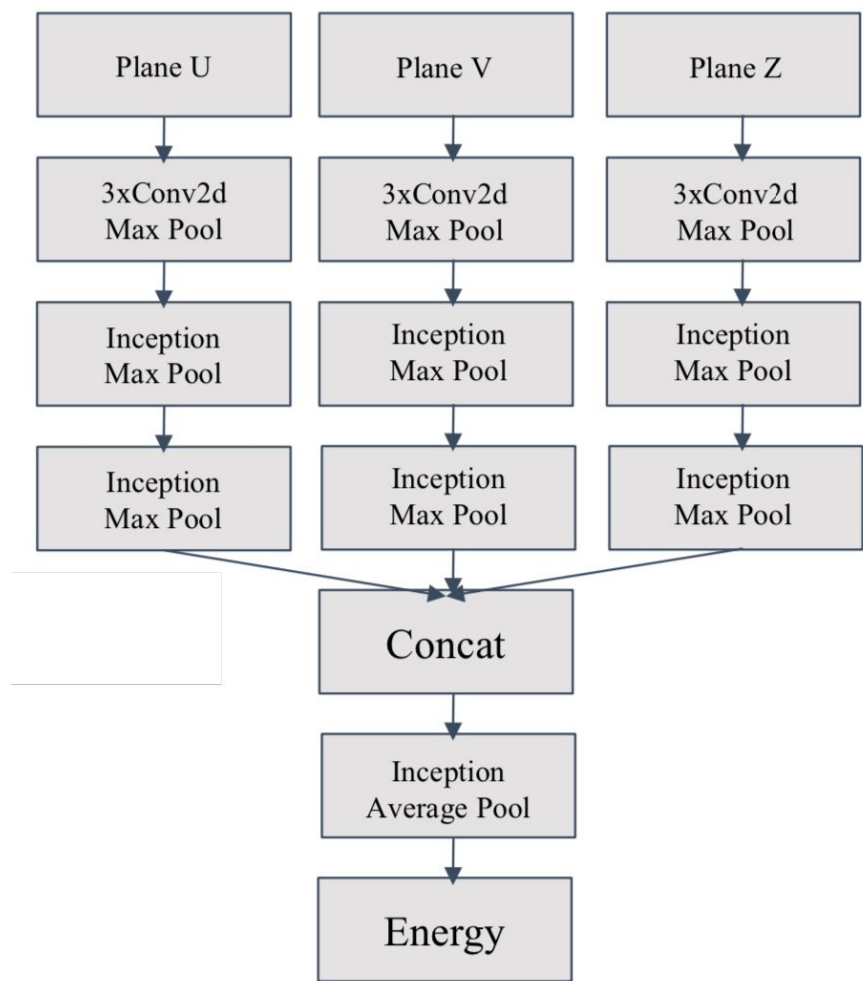 Plane U
Plane V
Plane Z
3xConv2d
Max Pool
3xConv2d
Max Pool
3xConv2d
Max Pool
Inception
Max Pool
Inception
Max Pool
Inception
Max Pool
Inception
Max Pool
Inception
Max Pool
Inception
Max Pool
Concat
Inception
Average Pool
Energy